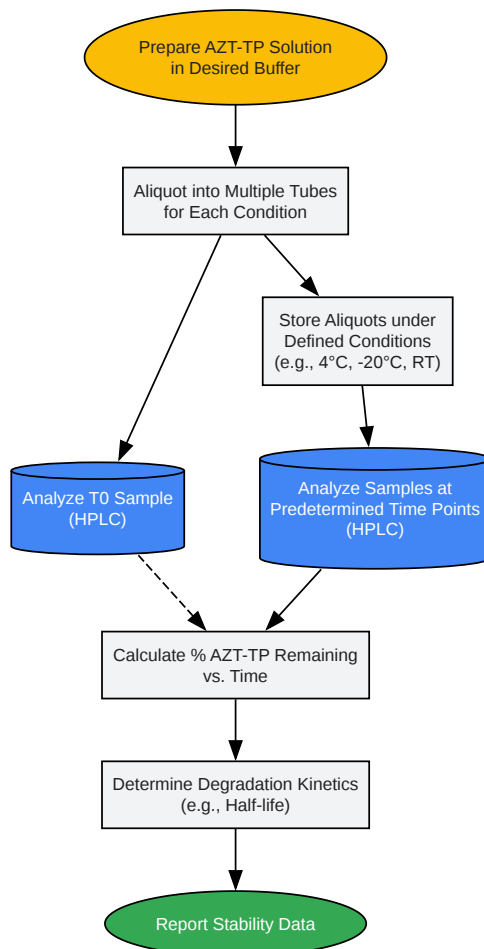 Prepare AZT-TP Solution
in Desired Buffer
Aliquot into Multiple Tubes
for Each Condition
Store Aliquots under
Defined Conditions
(e.g., 4°C, -20°C, RT)
Analyze T0 Sample
(HPLC)
Analyze Samples at
Predetermined Time Points
(HPLC)
Calculate % AZT-TP Remaining
vs. Time
Determine Degradation Kinetics
(e.g., Half-life)
Report Stability Data